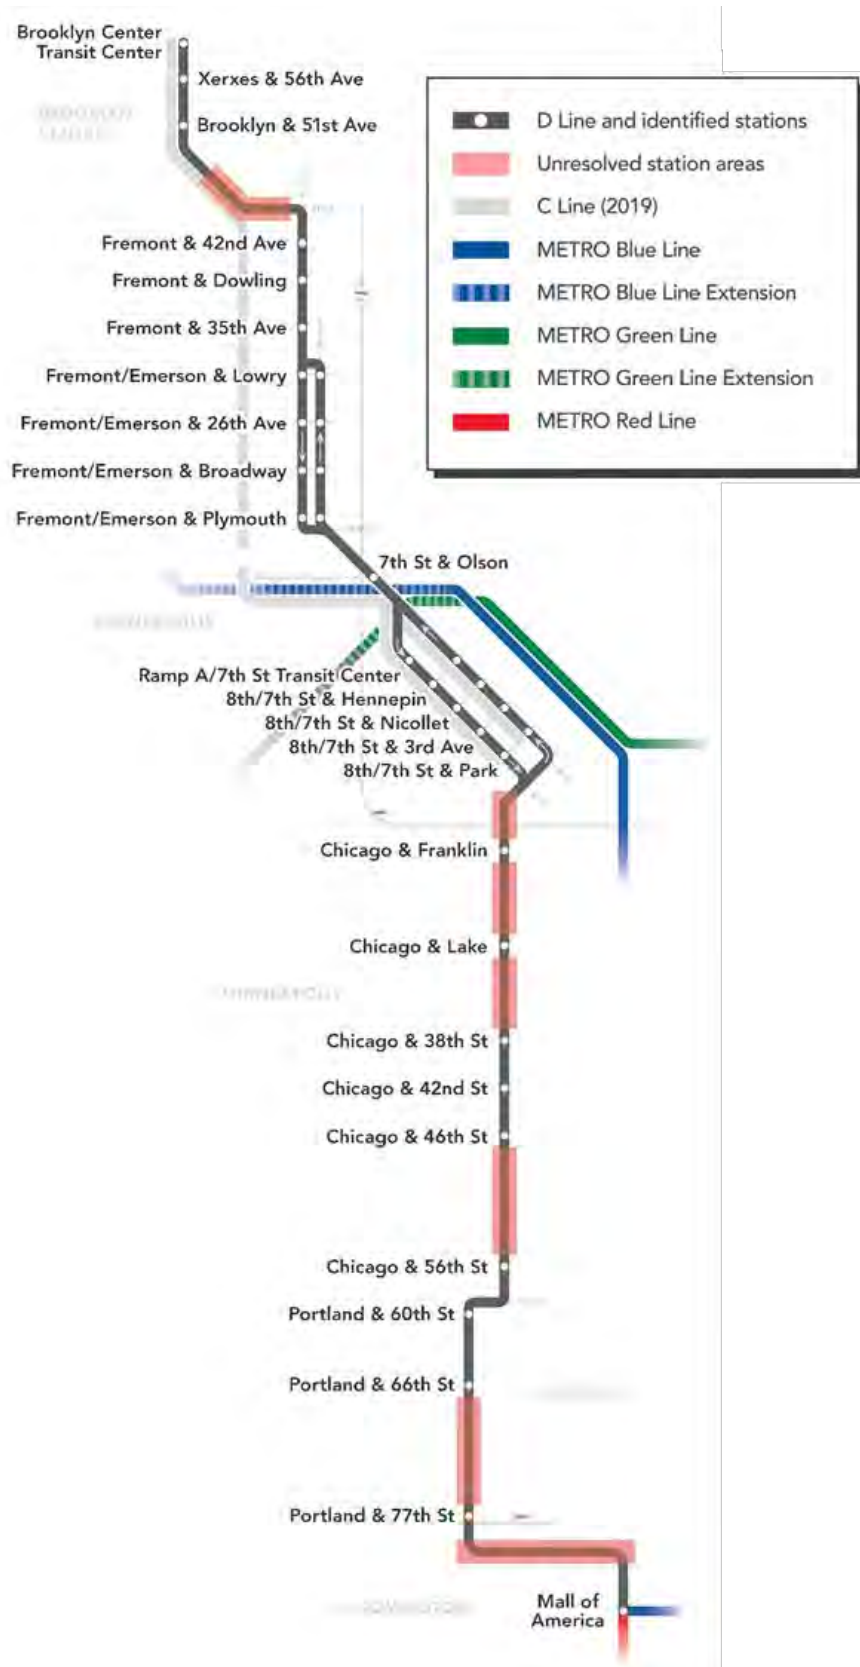 Brooklyn Center
Transit Center
Xerxes & 56th Ave
Brooklyn & 51st Ave
D Line and identified stations
Unresolved station areas
C Line (2019)
METRO Blue Line
METRO Blue Line Extension
METRO Green Line
METRO Green Line Extension
METRO Red Line
Fremont & 42nd Ave
Fremont & Dowling
Fremont & 35th Ave
Fremont/Emerson & Lowry
Fremont/Emerson & 26th Ave
Fremont/Emerson & Broadway
Fremont/Emerson & Plymouth
7th St & Olson
Ramp A/7th St Transit Center
8th/7th St & Hennepin
8th/7th St & Nicollet
8th/7th St & 3rd Ave
8th/7th St & Park
Chicago & Franklin
Chicago & Lake
Chicago & 38th St
Chicago & 42nd St
Chicago & 46th St
Chicago & 56th St
Portland & 60th St
Portland & 66th St
Portland & 77th St
Mall of
America